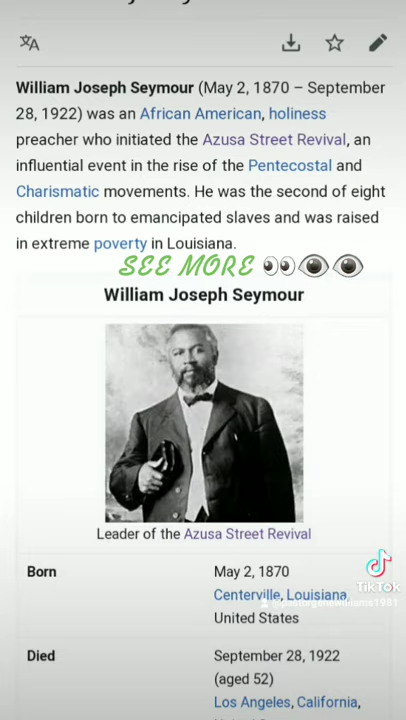 William Joseph Seymour (May 2, 1870 – September
28, 1922) was an African American, holiness
preacher who initiated the Azusa Street Revival, an
influential event in the rise of the Pentecostal and
Charismatic movements. He was the second of eight
children born to emancipated slaves and was raised
in extreme poverty in Louisiana.
SEE MORE
William Joseph Seymour
Leader of the Azusa Street Revival
Born
May 2, 1870
Centerville, Louisiana,
United States
TikTok
@pastorgenewilliams1981
Died
September 28, 1922
(aged 52)
Los Angeles, California,